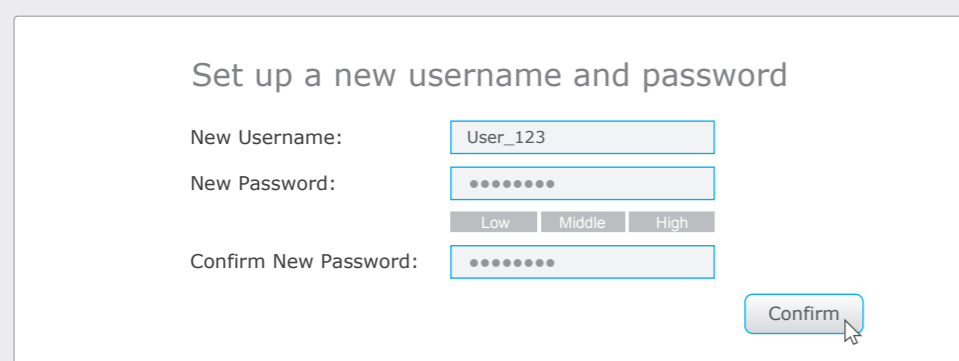 Set up a new username and password
New Username: User_123
New Password: ••••••••
Low Middle High
Confirm New Password: ••••••••
Confirm